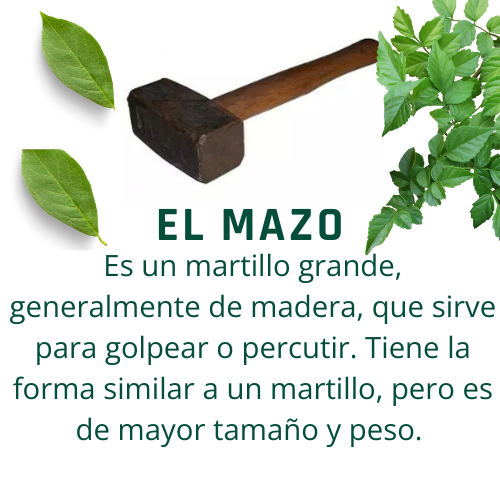 EL MAZO
Es un martillo grande,
generalmente de madera, que sirve
para golpear o percutir. Tiene la
forma similar a un martillo, pero es
de mayor tamaño y peso.